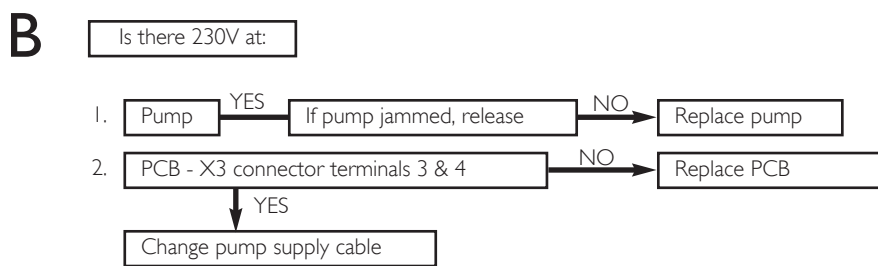 B
Is there 230V at:
1. Pump YES If pump jammed, release NO Replace pump
2. PCB - X3 connector terminals 3 & 4 NO Replace PCB
YES
Change pump supply cable